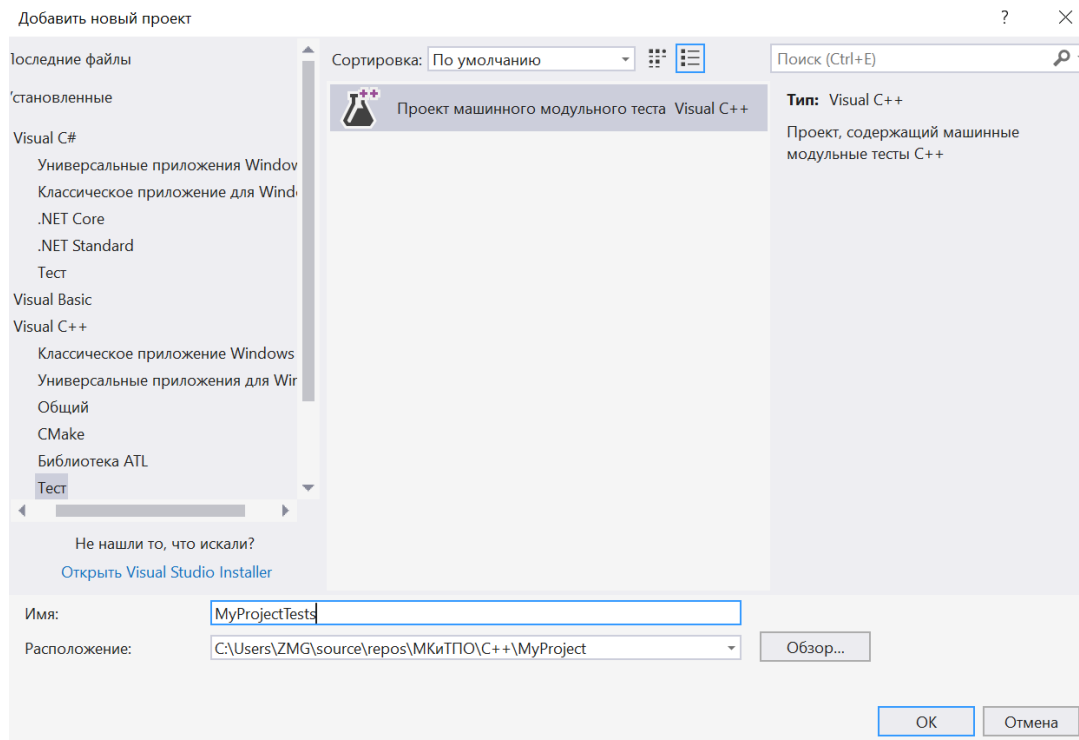 Добавить новый проект
?
Последние файлы
Установленные
Visual C#
Универсальные приложения Window
Классическое приложение для Wind
.NET Core
.NET Standard
Тест
Visual Basic
Visual C++
Классическое приложение Windows
Универсальные приложения для Wir
Общий
CMake
Библиотека ATL
Тест
Не нашли то, что искали?
Открыть Visual Studio Installer
Сортировка: По умолчанию
++
Проект машинного модульного теста Visual C++
Поиск (Ctrl+E)
Тип: Visual C++
Проект, содержащий машинные
модульные тесты C++
Имя: MyProjectTests
Расположение: C:\Users\ZMG\source\repos\МКиТПО\C++\MyProject
Обзор...
ОК Отмена